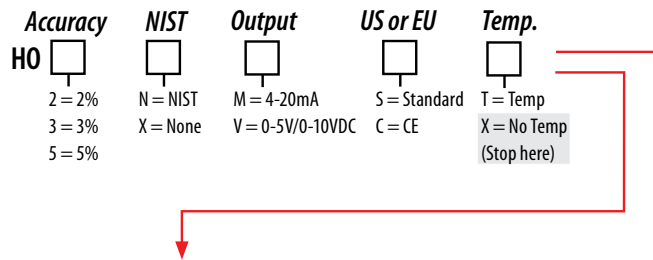 Accuracy NIST Output US or EU Temp.
HO
2 = 2% N = NIST M = 4-20mA S = Standard T = Temp
3 = 3% X = None V = 0-5V/0-10VDC C = CE X = No Temp
5 = 5% (Stop here)